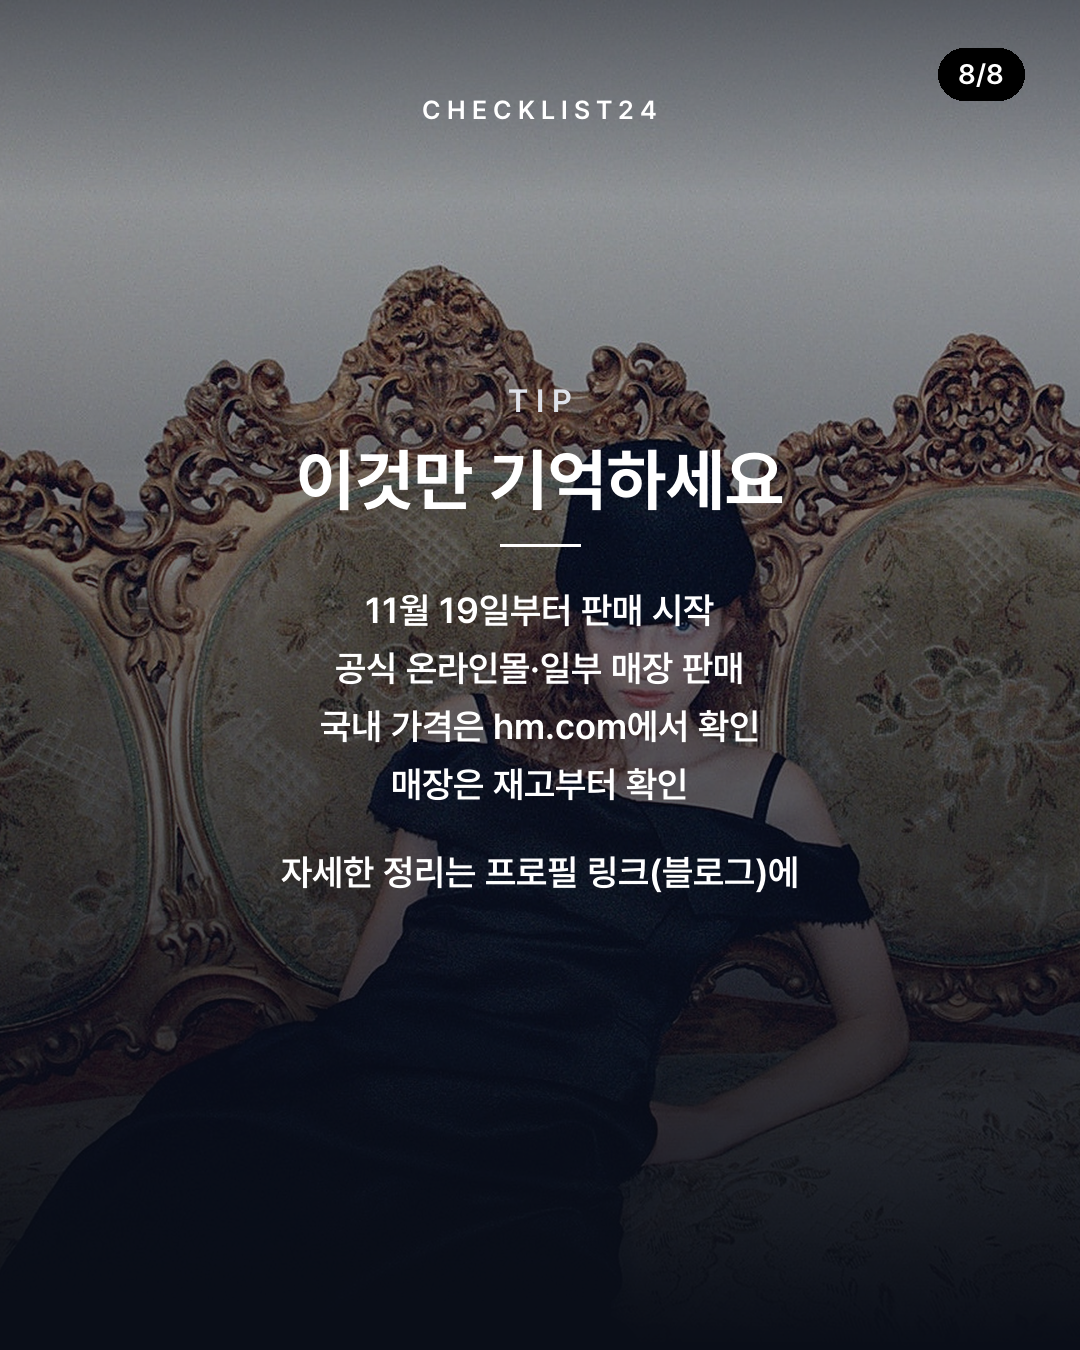 8/8
CHECKLIST24
TIP
이것만 기억하세요
11월 19일부터 판매 시작
공식 온라인몰·일부 매장 판매
국내 가격은 hm.com에서 확인
매장은 재고부터 확인
자세한 정리는 프로필 링크(블로그)에